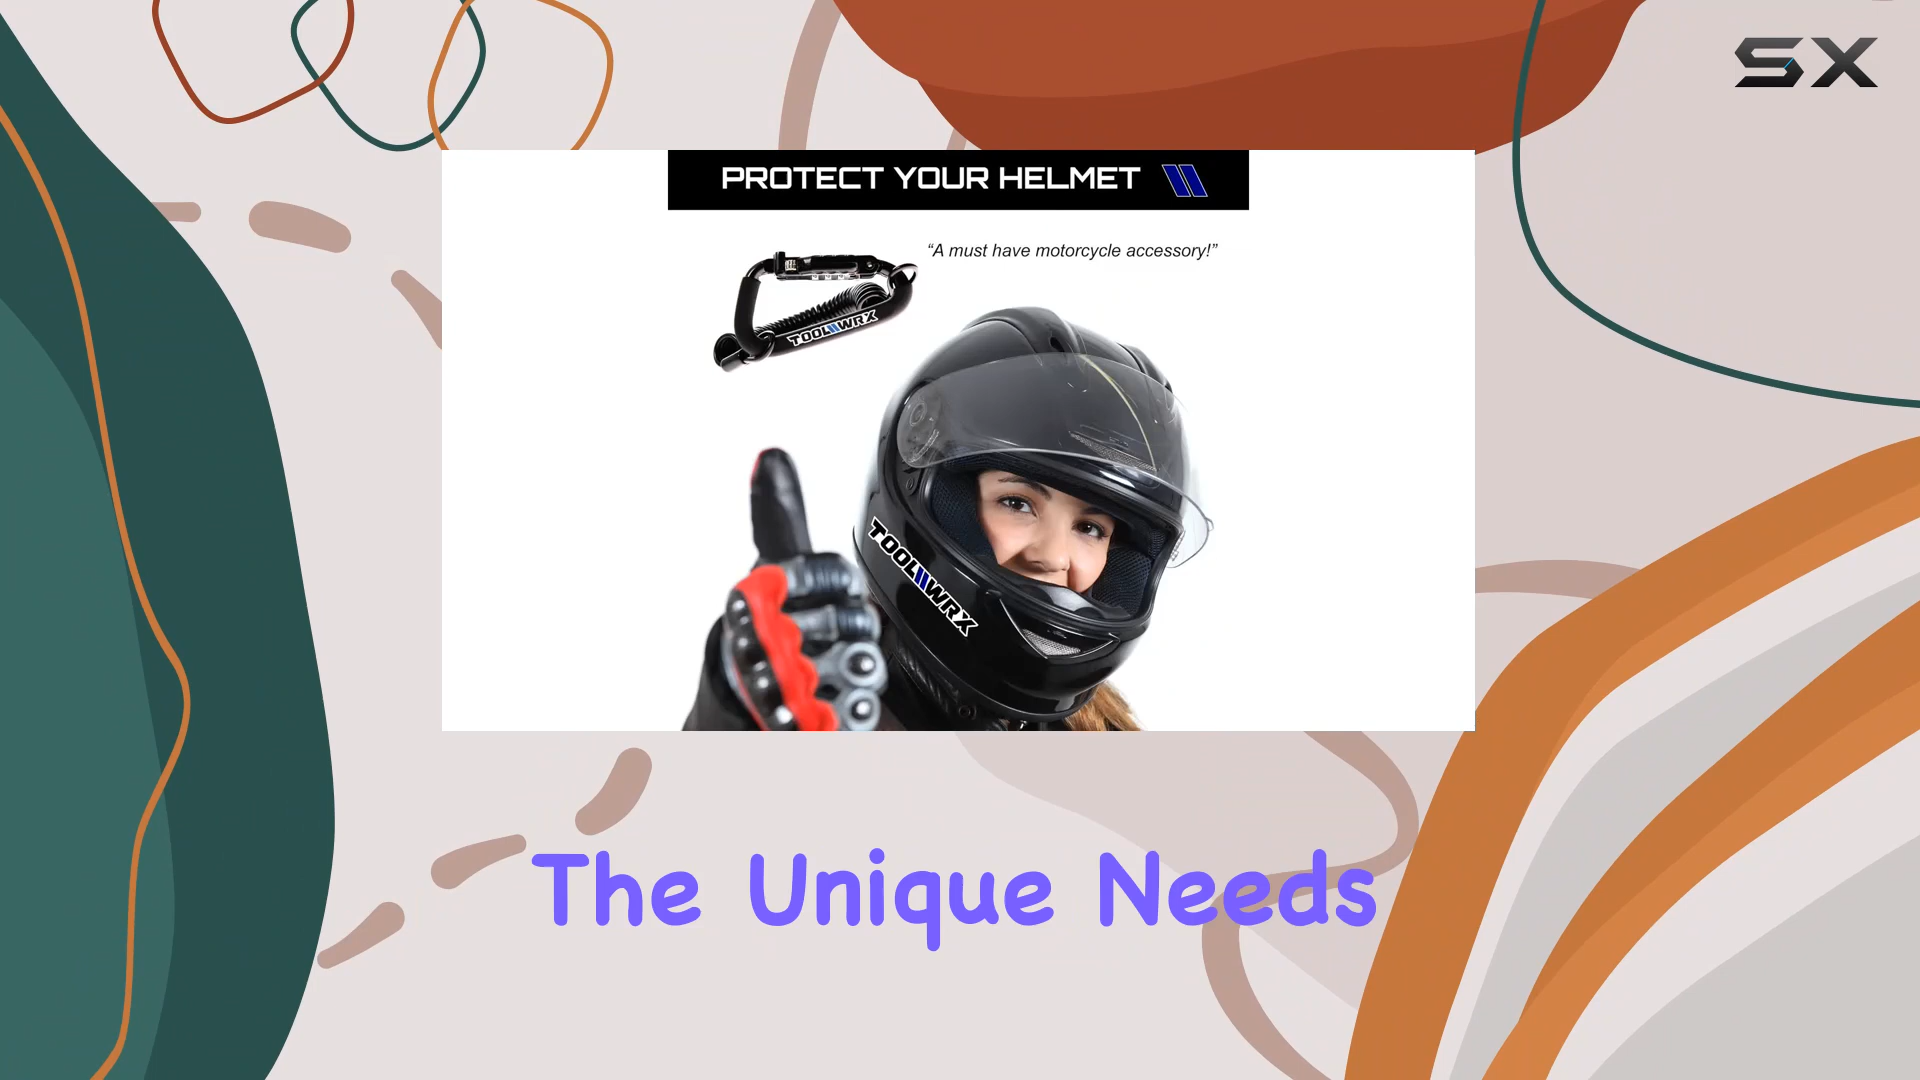 SX
PROTECT YOUR HELMET
“A must have motorcycle accessory!”
TOOLWRX
TOOLWRX
The Unique Needs